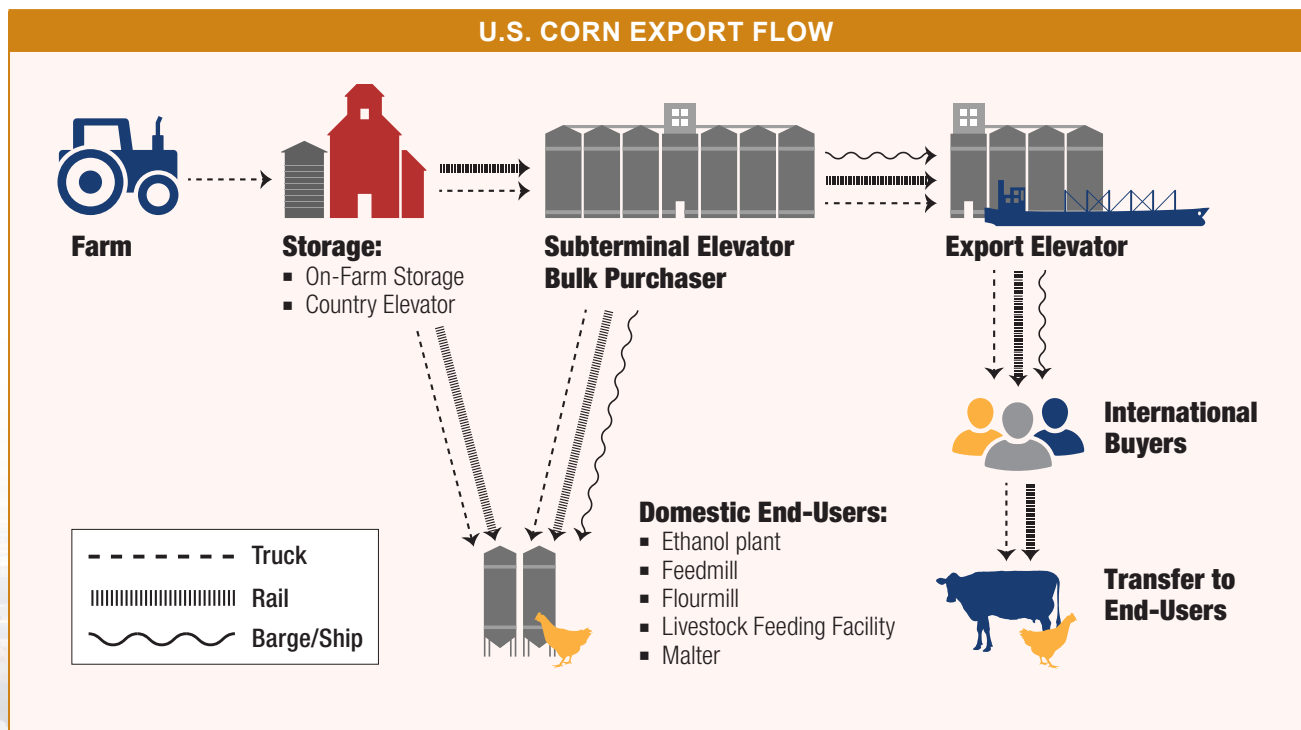 U.S. CORN EXPORT FLOW
Farm
Storage:
▪ On-Farm Storage
▪ Country Elevator
Subterminal Elevator
Bulk Purchaser
Export Elevator
International
Buyers
Domestic End-Users:
▪ Ethanol plant
▪ Feedmill
▪ Flourmill
▪ Livestock Feeding Facility
▪ Malter
Transfer to
End-Users
Truck
Rail
Barge/Ship